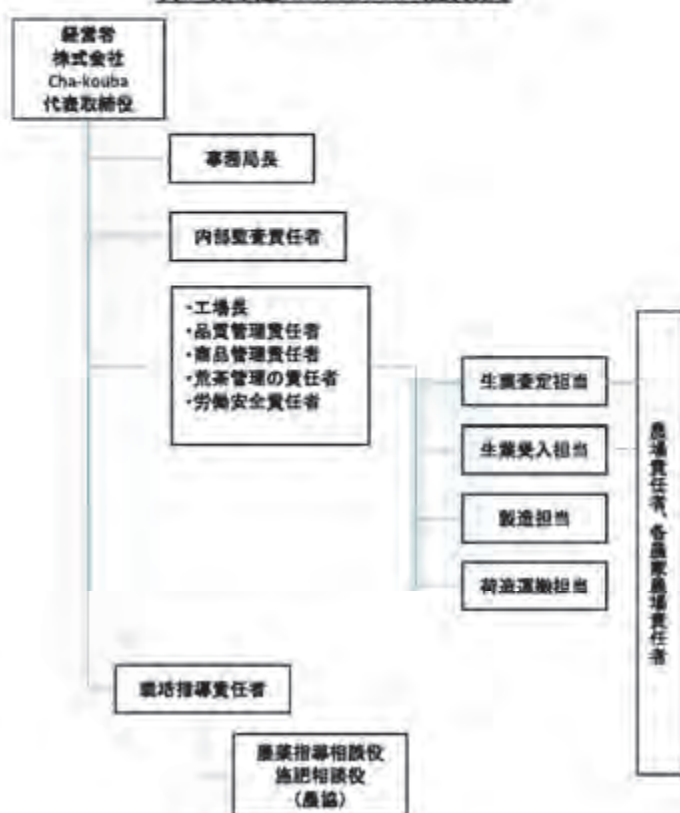 経営者
株式会社
Cha-kouba
代表取締役
事務局長
内部監査責任者
・工場長
・品質管理責任者
・商品管理責任者
・荒茶管理の責任者
・労働安全責任者
生葉査定担当
生葉受入担当
製造担当
荷造運搬担当
農場責任者、各農家農場責任者
栽培指導責任者
農薬指導相談役
施肥相談役
(農協)